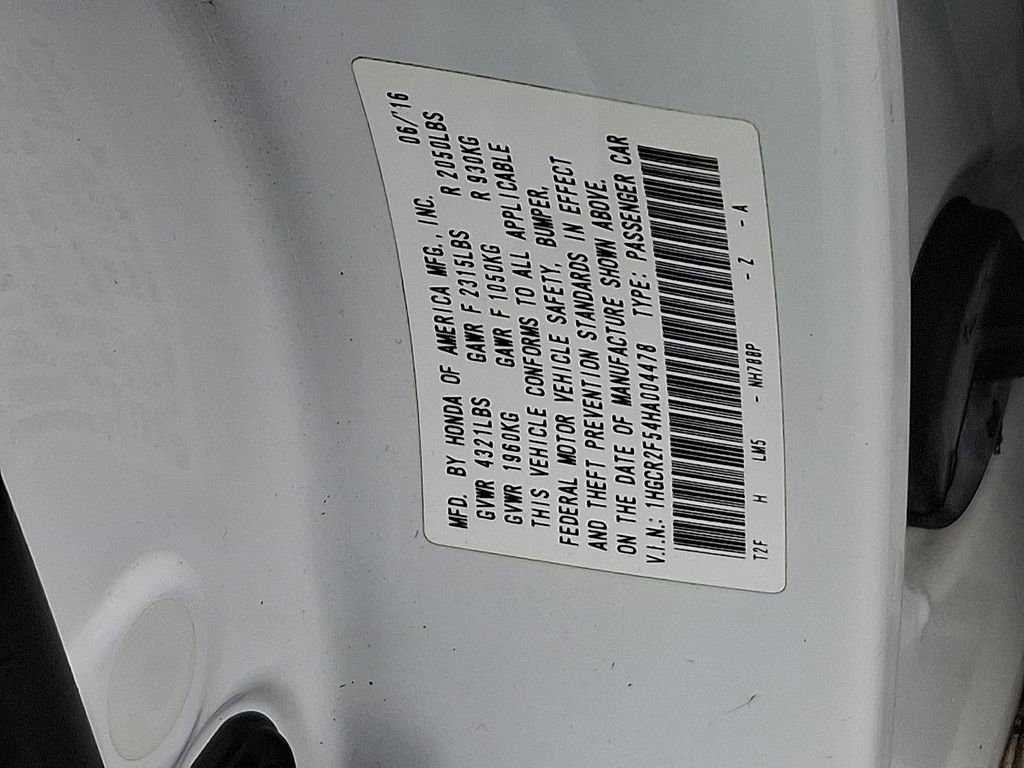 MFD. BY HONDA OF AMERICA MFG., INC. 06/'16
GVWR 4321LBS GAWR F 2315LBS R 2050LBS
GVWR 1960KG GAWR F 1050KG R 930KG
THIS VEHICLE CONFORMS TO ALL APPLICABLE
FEDERAL MOTOR VEHICLE SAFETY, BUMPER,
AND THEFT PREVENTION STANDARDS IN EFFECT
ON THE DATE OF MANUFACTURE SHOWN ABOVE.
V.I.N.: 1HGCR2F54HA004478 TYPE: PASSENGER CAR
T2F H LM5 - NH788P - Z - A